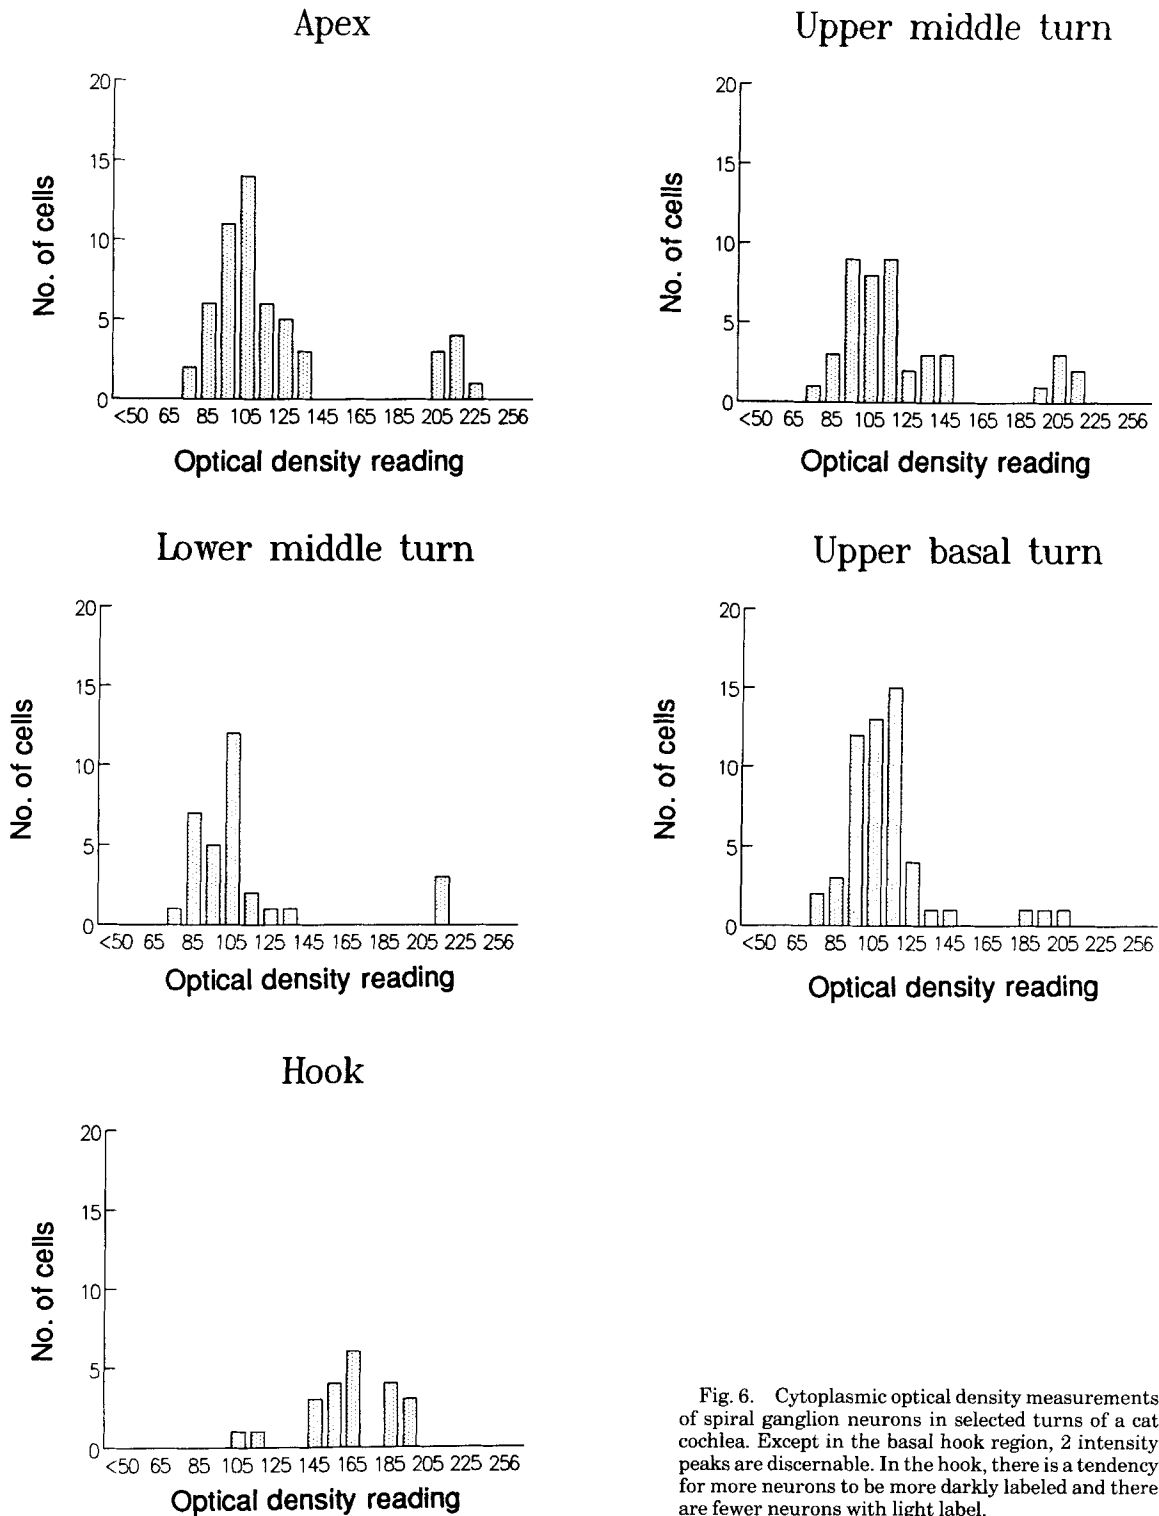 Apex
20
15
10
5
0
No. of cells
<50 65 85 105 125 145 165 185 205 225 256
Optical density reading
Upper middle turn
20
15
10
5
0
No. of cells
<50 65 85 105 125 145 165 185 205 225 256
Optical density reading
Lower middle turn
20
15
10
5
0
No. of cells
<50 65 85 105 125 145 165 185 205 225 256
Optical density reading
Upper basal turn
20
15
10
5
0
No. of cells
<50 65 85 105 125 145 165 185 205 225 256
Optical density reading
Hook
20
15
10
5
0
No. of cells
<50 65 85 105 125 145 165 185 205 225 256
Optical density reading
Fig. 6. Cytoplasmic optical density measurements
of spiral ganglion neurons in selected turns of a cat
cochlea. Except in the basal hook region, 2 intensity
peaks are discernable. In the hook, there is a tendency
for more neurons to be more darkly labeled and there
are fewer neurons with light label.